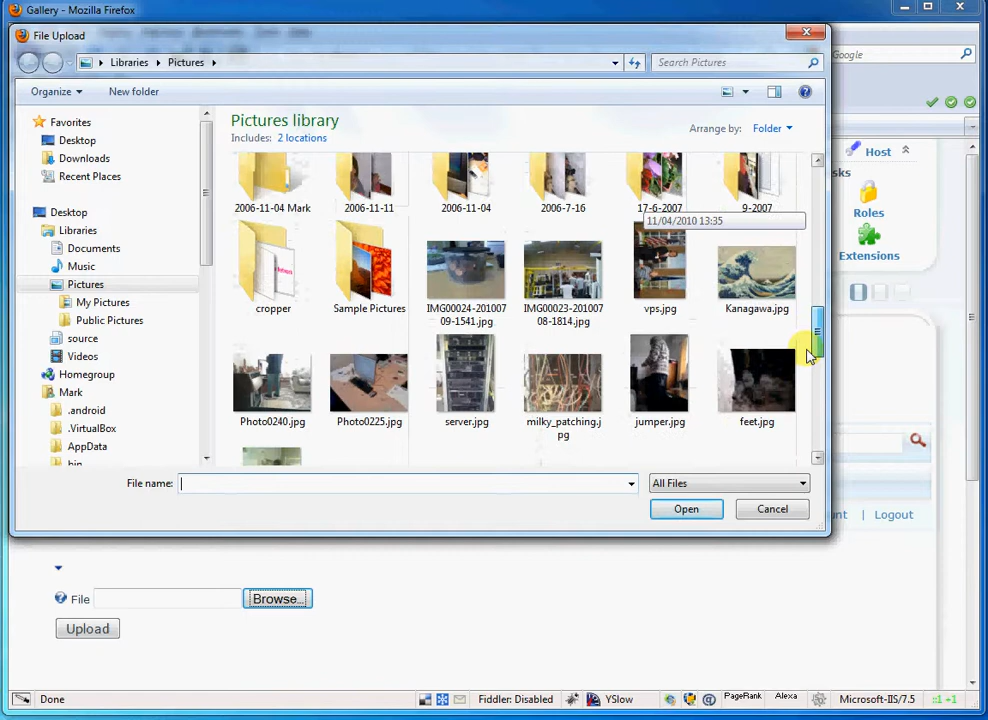 Gallery - Mozilla Firefox
File Upload
Libraries Pictures
Search Pictures
Google
Organize
New folder
Pictures library
Includes: 2 locations
Arrange by: Folder
Favorites
Desktop
Downloads
Recent Places
Desktop
Libraries
Documents
Music
Pictures
My Pictures
Public Pictures
source
Videos
Homegroup
Mark
.android
.VirtualBox
AppData
bin
2006-11-04 Mark
2006-11-11
2006-11-04
2006-7-16
17-6-2007
9-2007
11/04/2010 13:35
cropper
Sample Pictures
IMG00024-201007
09-1541.jpg
IMG00023-201007
08-1814.jpg
vps.jpg
Kanagawa.jpg
Photo0240.jpg
Photo0225.jpg
server.jpg
milky_patching.j
pg
jumper.jpg
feet.jpg
File name:
All Files
Open
Cancel
Host
sks
Roles
Extensions
unt
Logout
File
Browse...
Upload
Done
Fiddler: Disabled
YSlow
PageRank
Alexa
Microsoft-IIS/7.5
::1 +1